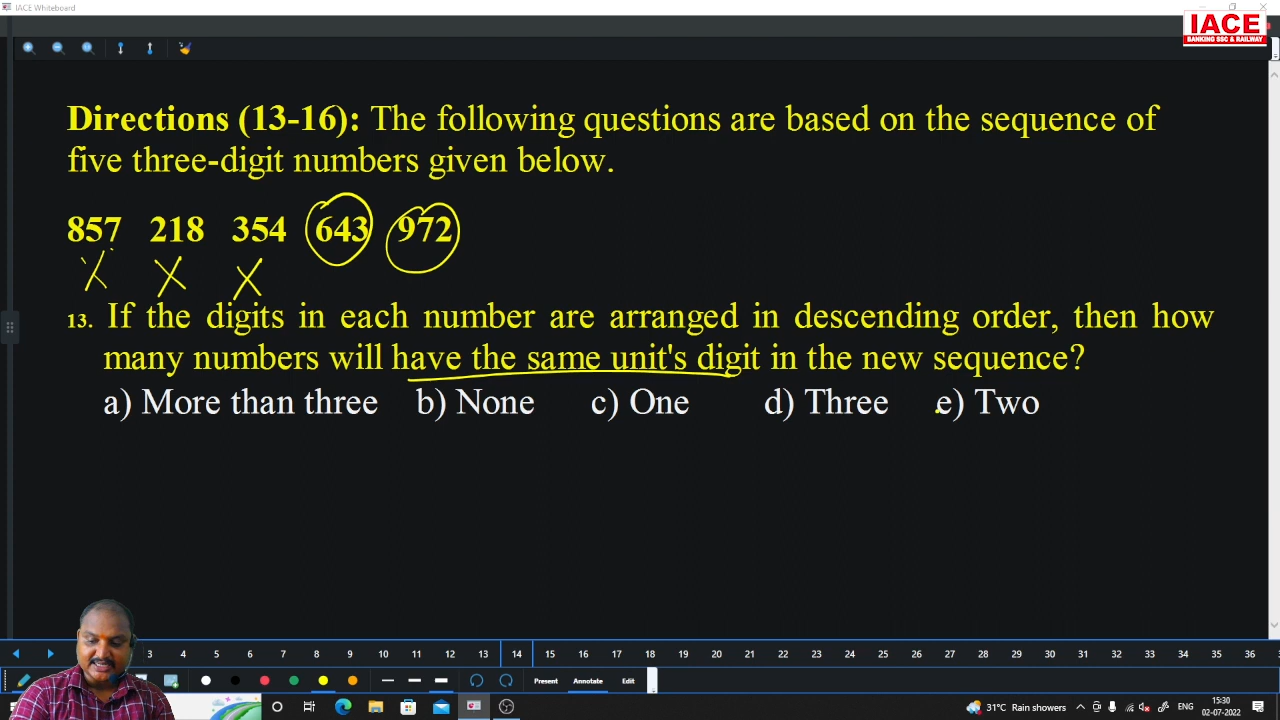 IACE Whiteboard
IACE
BANKING SSC & RAILWAY
Directions (13-16): The following questions are based on the sequence of
five three-digit numbers given below.
857 218 354 643 972
13. If the digits in each number are arranged in descending order, then how
many numbers will have the same unit's digit in the new sequence?
a) More than three b) None c) One d) Three e) Two
3 4 5 6 7 8 9 10 11 12 13 14 15 16 17 18 19 20 21 22 23 24 25 26 27 28 29 30 31 32 33 34 35 36
Present Annotate Edit
31°C Rain showers ENG 15:30
02-07-2022